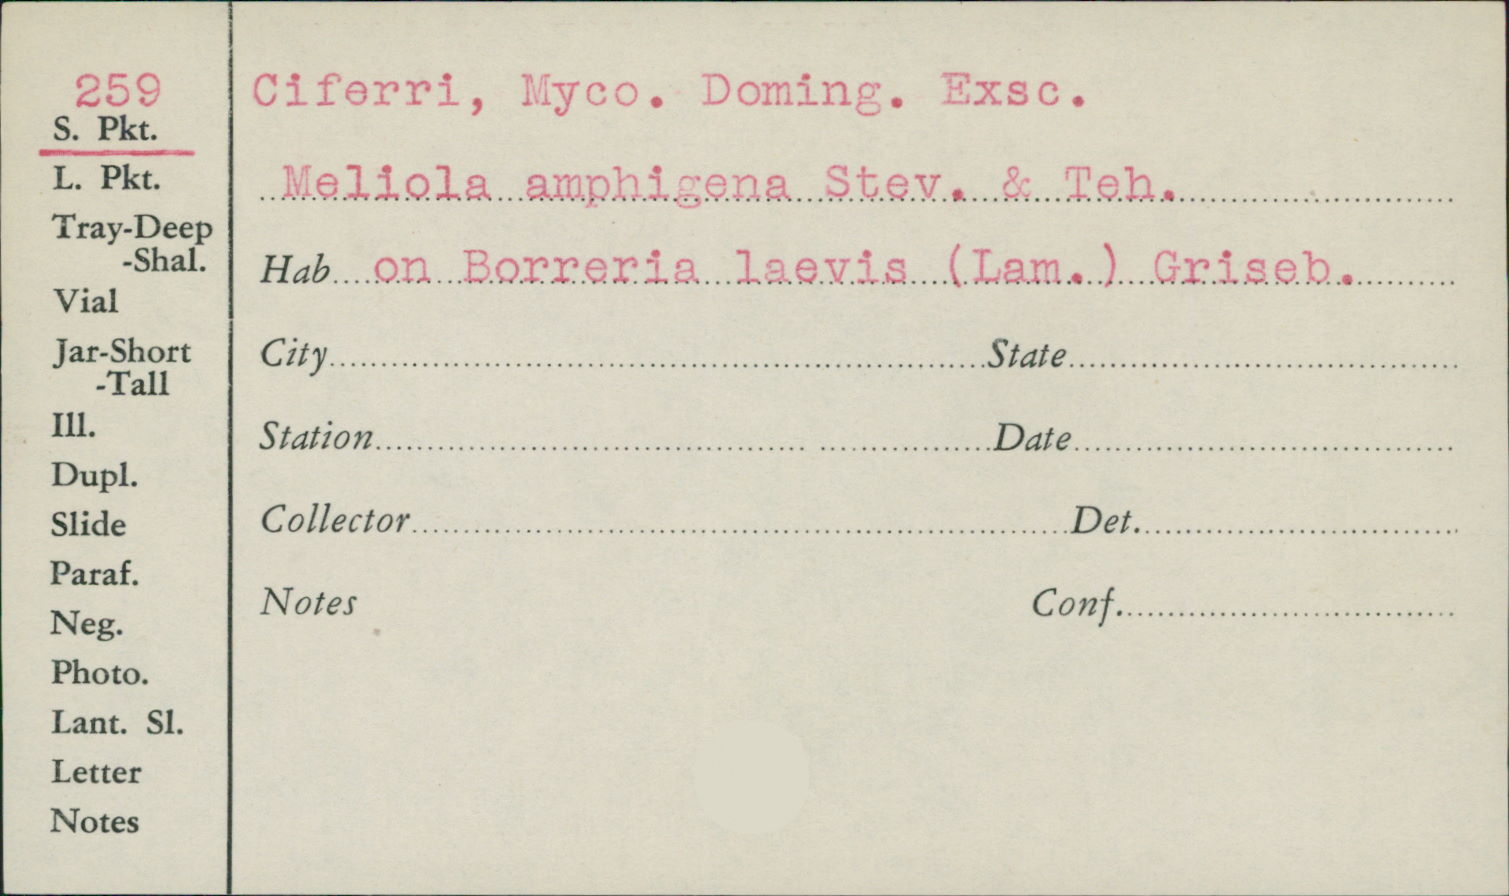 259
S. Pkt.
L. Pkt.
Tray-Deep
-Shal.
Vial
Jar-Short
-Tall
Ill.
Dupl.
Slide
Paraf.
Neg.
Photo.
Lant. Sl.
Letter
Notes
Ciferri, Myco. Doming. Exsc.
Meliola amphigena Stev. & Teh.
Hab on Borreria laevis (Lam.) Griseb.
City State
Station Date
Collector Det.
Notes Conf.